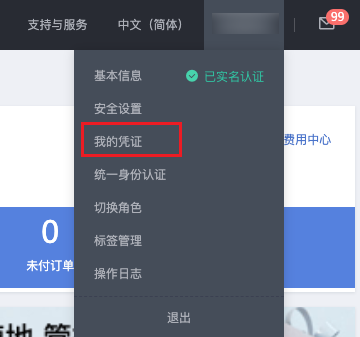 支持与服务 中文（简体） 99
基本信息 已实名认证
安全设置
我的凭证
费用中心
统一身份认证
切换角色
0
标签管理
未付订单
操作日志
退出